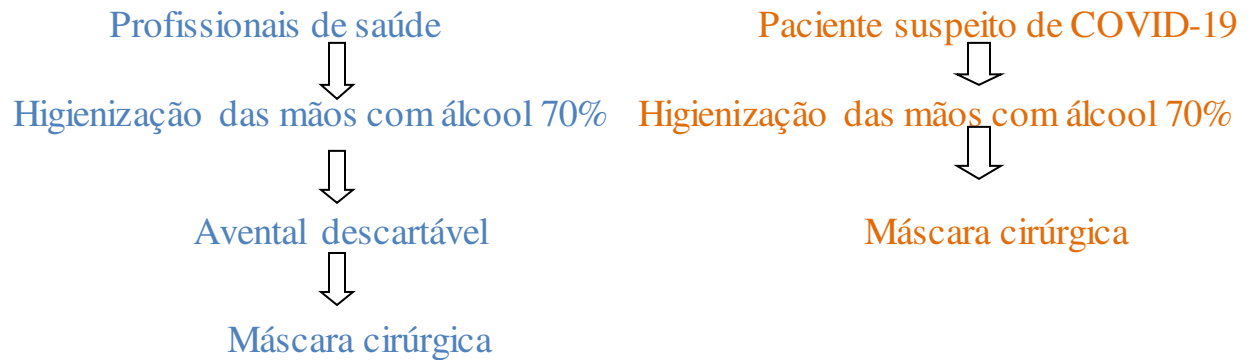 Profissionais de saúde
Higienização das mãos com álcool 70%
Avental descartável
Máscara cirúrgica
Paciente suspeito de COVID-19
Higienização das mãos com álcool 70%
Máscara cirúrgica